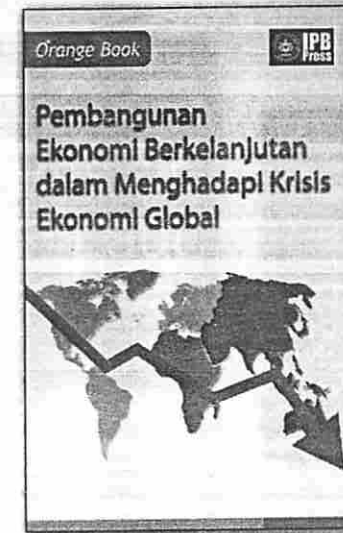 Orange Book
IPB
Press
Pembangunan
Ekonomi Berkelanjutan
dalam Menghadapi Krisis
Ekonomi Global